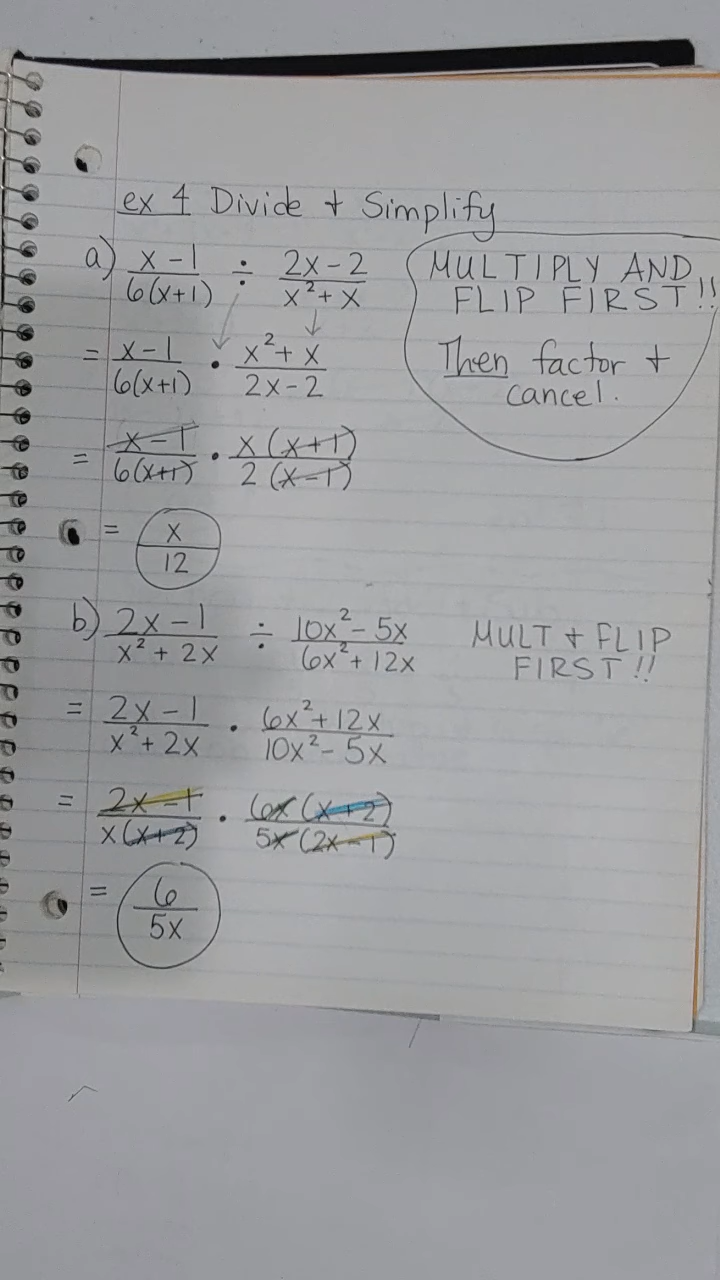 ex 4 Divide + Simplify
a) x - 1 / 6(x+1) ÷ 2x - 2 / x² + x
MULTIPLY AND
FLIP FIRST!!
Then factor +
cancel.
= x - 1 / 6(x+1) • x² + x / 2x - 2
= x - 1 / 6(x+1) • x(x+1) / 2(x-1)
= x / 12
b) 2x - 1 / x² + 2x ÷ 10x² - 5x / 6x² + 12x
MULT + FLIP
FIRST!!
= 2x - 1 / x² + 2x • 6x² + 12x / 10x² - 5x
= 2x - 1 / x(x+2) • 6x(x+2) / 5x(2x-1)
= 6 / 5x